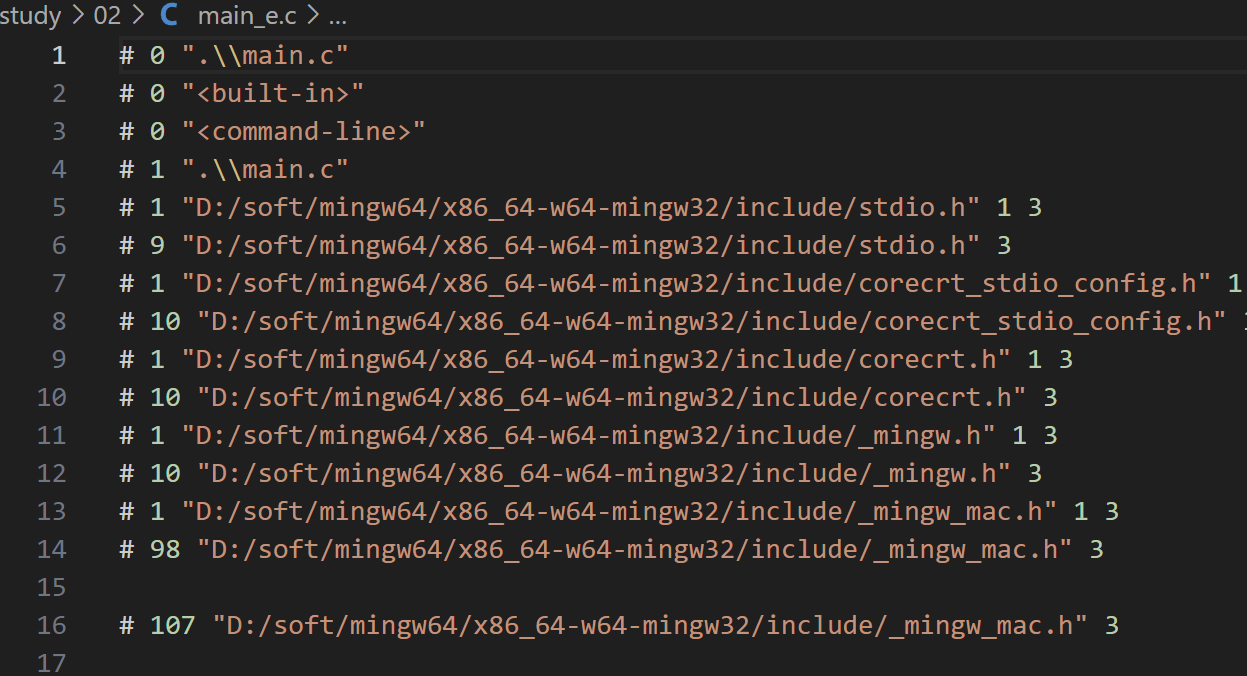 study > 02 > C main_e.c > ...
1 # 0 ".\\main.c"
2 # 0 "<built-in>"
3 # 0 "<command-line>"
4 # 1 ".\\main.c"
5 # 1 "D:/soft/mingw64/x86_64-w64-mingw32/include/stdio.h" 1 3
6 # 9 "D:/soft/mingw64/x86_64-w64-mingw32/include/stdio.h" 3
7 # 1 "D:/soft/mingw64/x86_64-w64-mingw32/include/corecrt_stdio_config.h" 1
8 # 10 "D:/soft/mingw64/x86_64-w64-mingw32/include/corecrt_stdio_config.h"
9 # 1 "D:/soft/mingw64/x86_64-w64-mingw32/include/corecrt.h" 1 3
10 # 10 "D:/soft/mingw64/x86_64-w64-mingw32/include/corecrt.h" 3
11 # 1 "D:/soft/mingw64/x86_64-w64-mingw32/include/_mingw.h" 1 3
12 # 10 "D:/soft/mingw64/x86_64-w64-mingw32/include/_mingw.h" 3
13 # 1 "D:/soft/mingw64/x86_64-w64-mingw32/include/_mingw_mac.h" 1 3
14 # 98 "D:/soft/mingw64/x86_64-w64-mingw32/include/_mingw_mac.h" 3
15
16 # 107 "D:/soft/mingw64/x86_64-w64-mingw32/include/_mingw_mac.h" 3
17